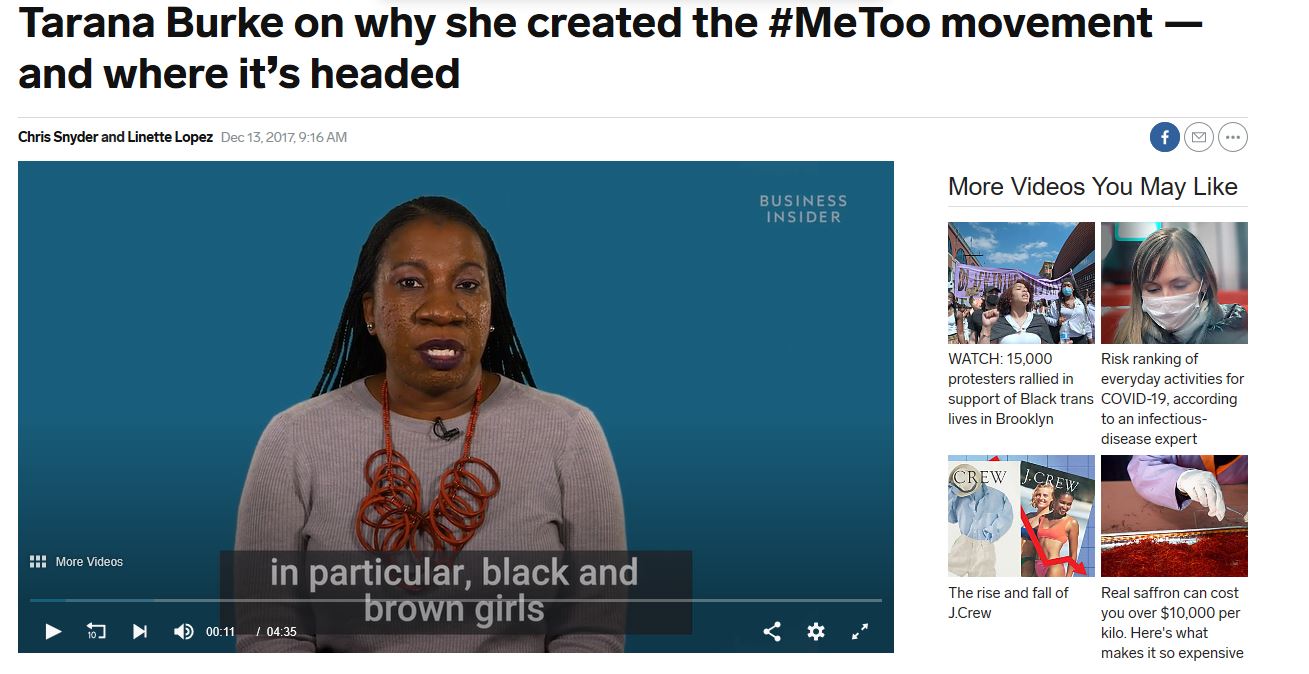 Tarana Burke on why she created the #MeToo movement —
and where it's headed
Chris Snyder and Linette Lopez Dec 13, 2017, 9:16 AM
BUSINESS
INSIDER
More Videos
in particular, black and
brown girls
10
00:11 / 04:35
More Videos You May Like
WATCH: 15,000
protesters rallied in
support of Black trans
lives in Brooklyn
Risk ranking of
everyday activities for
COVID-19, according
to an infectious-
disease expert
CREW
J.CREW
The rise and fall of
J.Crew
Real saffron can cost
you over $10,000 per
kilo. Here's what
makes it so expensive